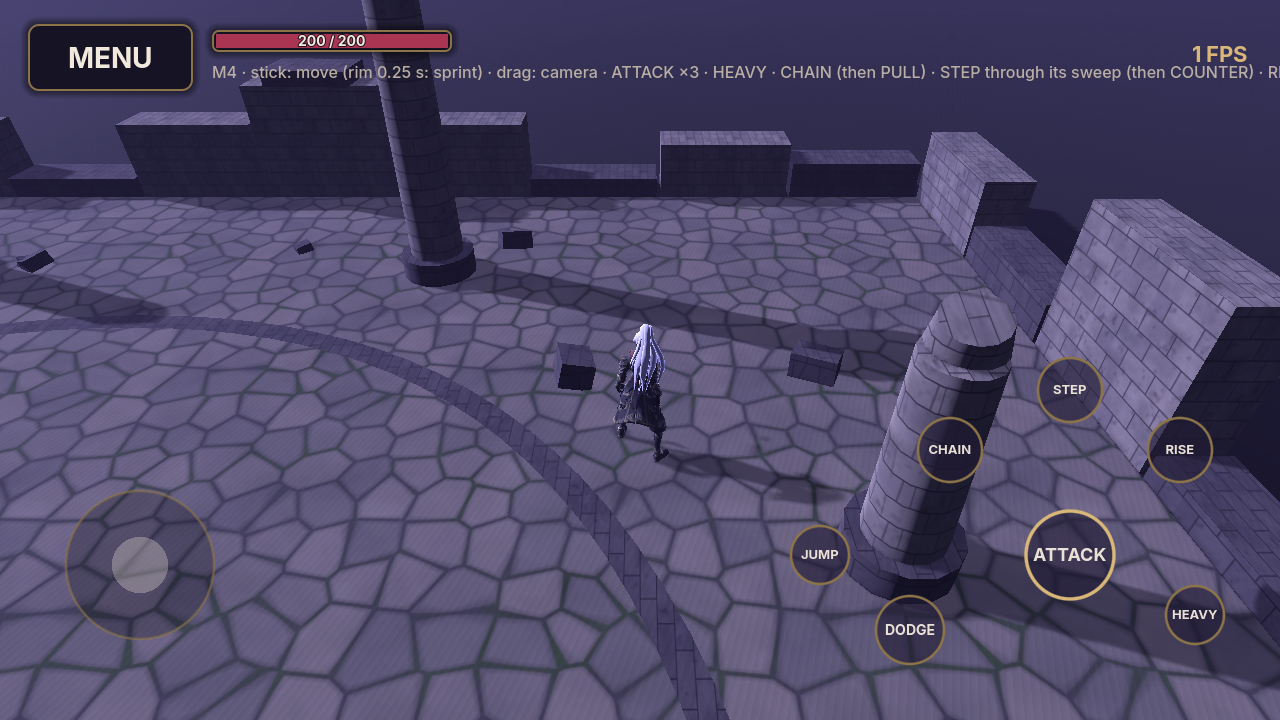 MENU
200 / 200
1 FPS
M4 · stick: move (rim 0.25 s: sprint) · drag: camera · ATTACK ×3 · HEAVY · CHAIN (then PULL) · STEP through its sweep (then COUNTER) ·
STEP
CHAIN
RISE
JUMP
ATTACK
DODGE
HEAVY